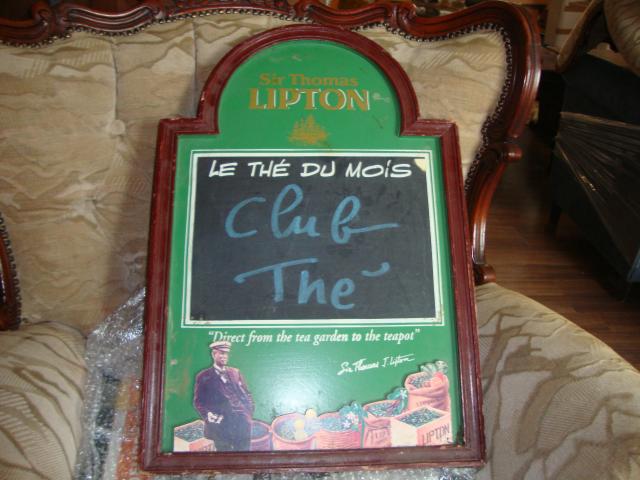 Sir Thomas
LIPTON
LE THÉ DU MOIS
Club
Thé
"Direct from the tea garden to the teapot"
Sir Thomas J. Lipton
LIPTON